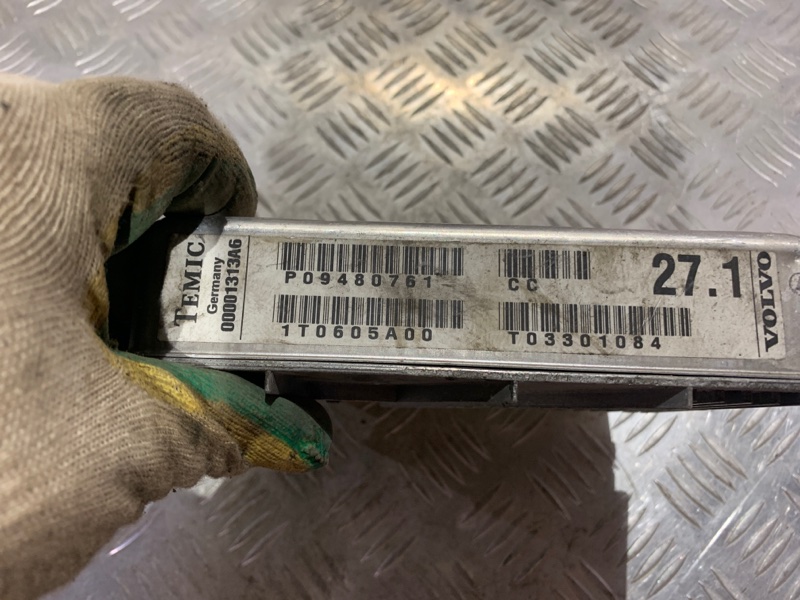 TEMIC
Germany
00001313A6
P09480761
CC
27.1
1T0605A00
T03301084
VOLVO